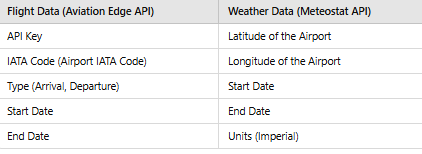 Flight Data (Aviation Edge API) Weather Data (Meteostat API)
API Key Latitude of the Airport
IATA Code (Airport IATA Code) Longitude of the Airport
Type (Arrival, Departure) Start Date
Start Date End Date
End Date Units (Imperial)